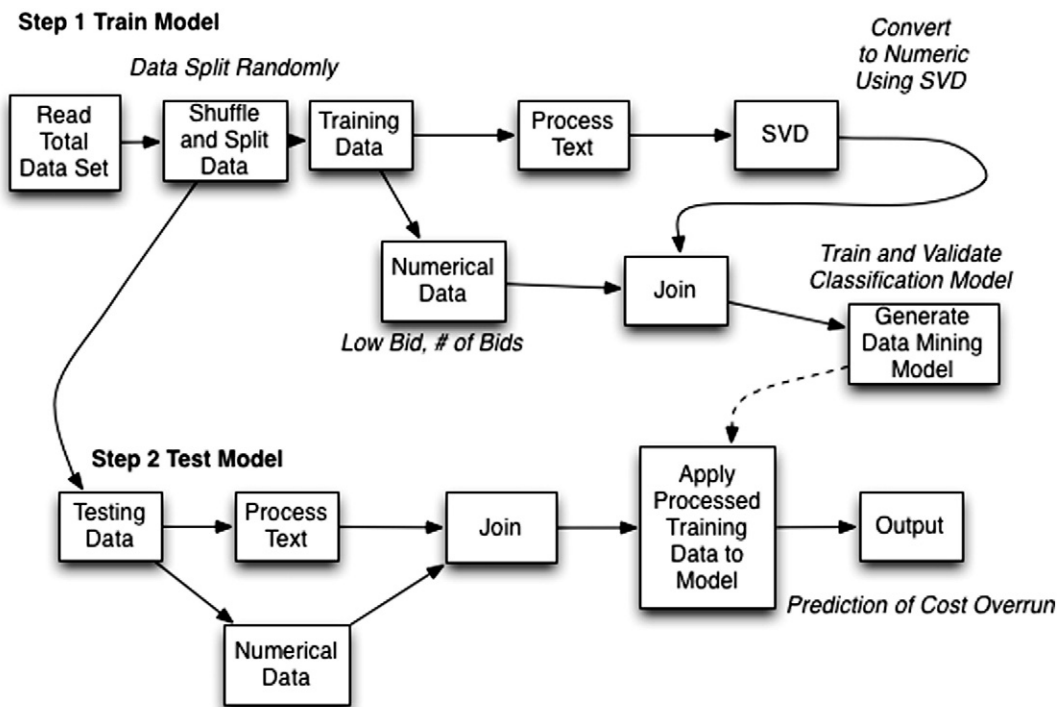 Step 1 Train Model
Data Split Randomly
Convert
to Numeric
Using SVD
Read
Total
Data Set
Shuffle
and Split
Data
Training
Data
Process
Text
SVD
Numerical
Data
Low Bid, # of Bids
Join
Train and Validate
Classification Model
Generate
Data Mining
Model
Step 2 Test Model
Testing
Data
Process
Text
Join
Apply
Processed
Training
Data to
Model
Output
Prediction of Cost Overrun
Numerical
Data